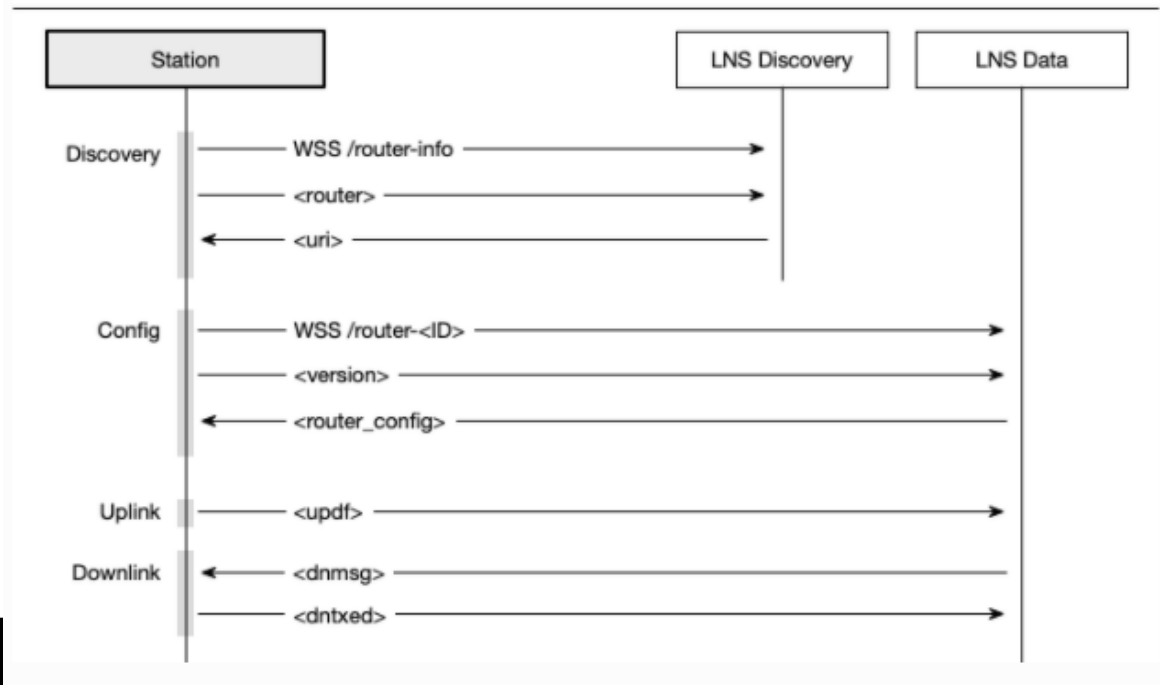 Station
LNS Discovery
LNS Data
Discovery
WSS /router-info
<router>
<uri>
Config
WSS /router-<ID>
<version>
<router_config>
Uplink
<updf>
Downlink
<dnmsg>
<dntxed>